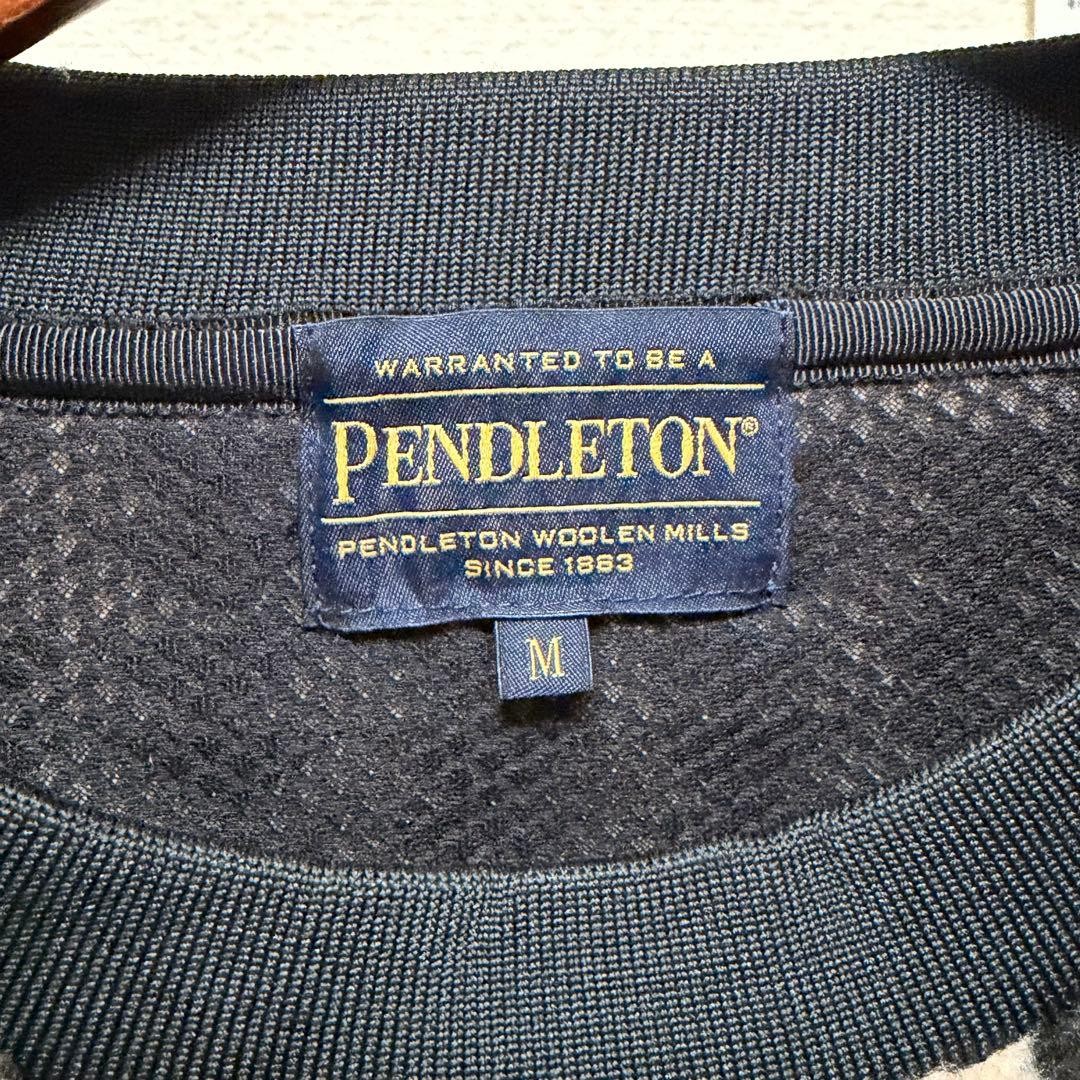 WARRANTED TO BE A
PENDLETON®
PENDLETON WOOLEN MILLS
SINCE 1863
M